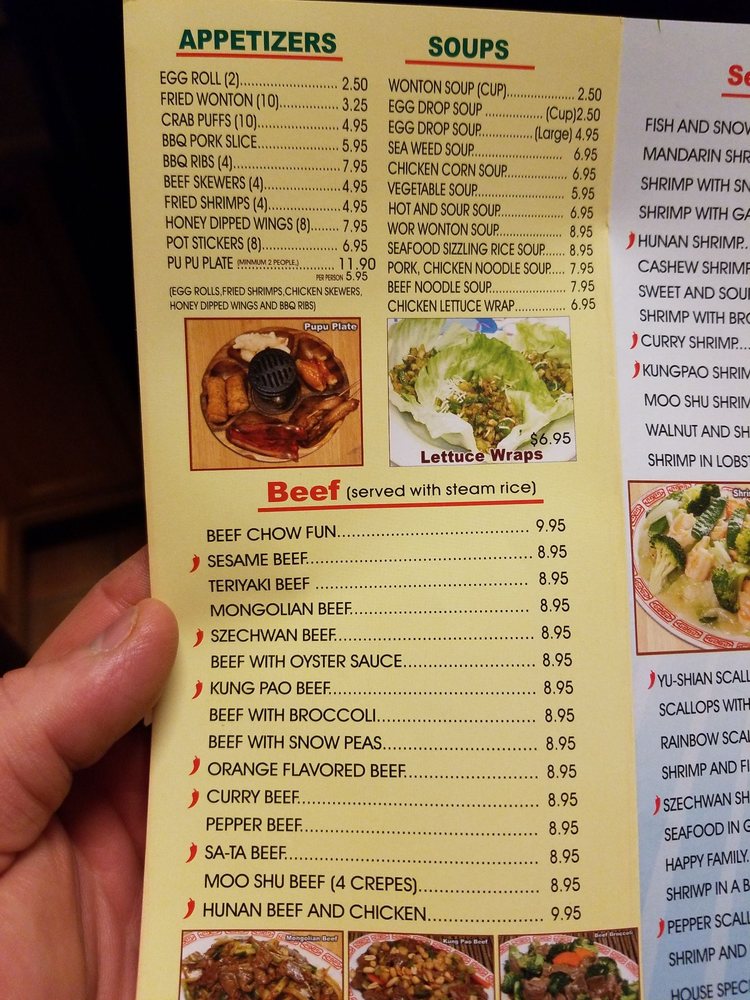 APPETIZERS
EGG ROLL (2)............................ 2.50
FRIED WONTON (10)................ 3.25
CRAB PUFFS (10)........................ 4.95
BBQ PORK SLICE........................ 5.95
BBQ RIBS (4)............................... 7.95
BEEF SKEWERS (4)...................... 4.95
FRIED SHRIMPS (4)..................... 4.95
HONEY DIPPED WINGS (8)........ 7.95
POT STICKERS (8)....................... 6.95
PU PU PLATE (MINMUM 2 PEOPLE,) 11.90
PER PERSON 5.95
(EGG ROLLS,FRIED SHRIMPS,CHICKEN SKEWERS,
HONEY DIPPED WINGS AND BBQ RIBS)
Pupu Plate
SOUPS
WONTON SOUP (CUP).................... 2.50
EGG DROP SOUP ................. (Cup)2.50
EGG DROP SOUP............... (Large) 4.95
SEA WEED SOUP.......................... 6.95
CHICKEN CORN SOUP................. 6.95
VEGETABLE SOUP......................... 5.95
HOT AND SOUR SOUP.................. 6.95
WOR WONTON SOUP................... 8.95
SEAFOOD SIZZLING RICE SOUP...... 8.95
PORK, CHICKEN NOODLE SOUP.... 7.95
BEEF NOODLE SOUP...................... 7.95
CHICKEN LETTUCE WRAP............... 6.95
$6.95
Lettuce Wraps
Beef (served with steam rice)
BEEF CHOW FUN...................................... 9.95
SESAME BEEF............................................ 8.95
TERIYAKI BEEF .......................................... 8.95
MONGOLIAN BEEF................................... 8.95
SZECHWAN BEEF....................................... 8.95
BEEF WITH OYSTER SAUCE.......................... 8.95
KUNG PAO BEEF........................................ 8.95
BEEF WITH BROCCOLI................................ 8.95
BEEF WITH SNOW PEAS............................... 8.95
ORANGE FLAVORED BEEF.......................... 8.95
CURRY BEEF.............................................. 8.95
PEPPER BEEF.............................................. 8.95
SA-TA BEEF................................................. 8.95
MOO SHU BEEF (4 CREPES)........................ 8.95
HUNAN BEEF AND CHICKEN....................... 9.95
Mongolian Beef
Kung Pao Beef
Beef Broccoli
Se
FISH AND SNOW
MANDARIN SHR
SHRIMP WITH SN
SHRIMP WITH GA
HUNAN SHRIMP..
CASHEW SHRIMP
SWEET AND SOU
SHRIMP WITH BRO
CURRY SHRIMP....
KUNGPAO SHRIM
MOO SHU SHRIM
WALNUT AND SH
SHRIMP IN LOBST
Shri
YU-SHIAN SCALL
SCALLOPS WITH
RAINBOW SCAL
SHRIMP AND FI
SZECHWAN SH
SEAFOOD IN G
HAPPY FAMILY.
SHRIWP IN A B
PEPPER SCALL
SHRIMP AND
HOUSE SPEC